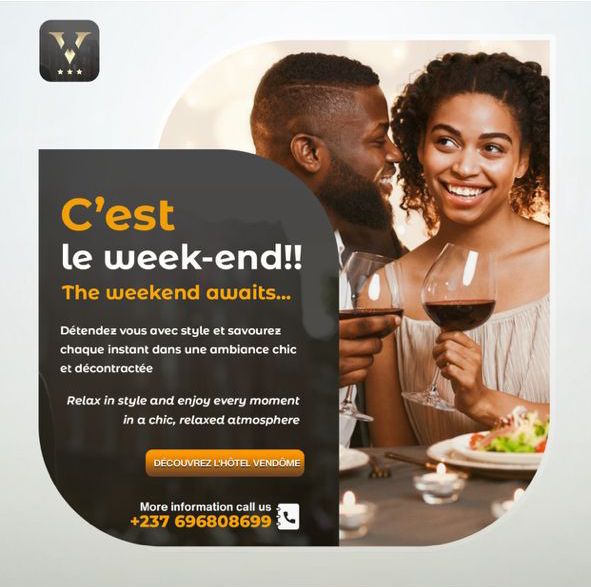 V
C'est
le week-end!!
The weekend awaits...
Détendez vous avec style et savourez
chaque instant dans une ambiance chic
et décontractée
Relax in style and enjoy every moment
in a chic, relaxed atmosphere
DÉCOUVREZ L'HÔTEL VENDÔME
More information call us
+237 696808699